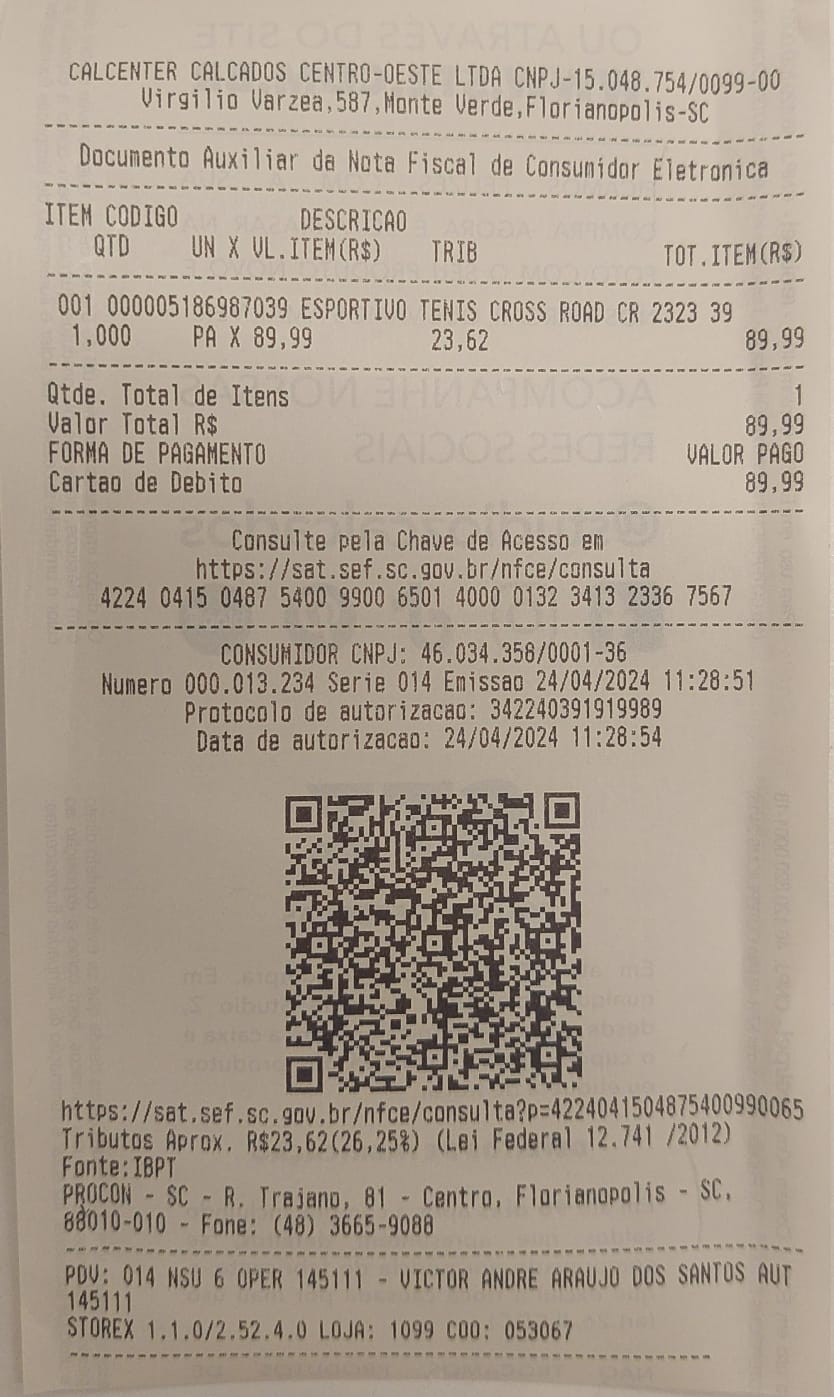 CALCENTER CALCADOS CENTRO-OESTE LTDA CNPJ-15.048.754/0099-00
Virgilio Varzea,587,Monte Verde,Florianopolis-SC
Documento Auxiliar da Nota Fiscal de Consumidor Eletronica
ITEM CODIGO DESCRICAO
QTD UN X VL.ITEM(R$) TRIB TOT.ITEM(R$)
001 000005186987039 ESPORTIVO TENIS CROSS ROAD CR 2323 39
1,000 PA X 89,99 23,62 89,99
Qtde. Total de Itens 1
Valor Total R$ 89,99
FORMA DE PAGAMENTO VALOR PAGO
Cartao de Debito 89,99
Consulte pela Chave de Acesso em
https://sat.sef.sc.gov.br/nfce/consulta
4224 0415 0487 5400 9900 6501 4000 0132 3413 2336 7567
CONSUMIDOR CNPJ: 46.034.358/0001-36
Numero 000.013.234 Serie 014 Emissao 24/04/2024 11:28:51
Protocolo de autorizacao: 342240391919989
Data de autorizacao: 24/04/2024 11:28:54
https://sat.sef.sc.gov.br/nfce/consulta?p=4224041504875400990065
Tributos Aprox. R$23,62(26,25%) (Lei Federal 12.741 /2012)
Fonte:IBPT
PROCON - SC - R. Trajano, 81 - Centro, Florianopolis - SC,
88010-010 - Fone: (48) 3665-9088
PDV: 014 NSU 6 OPER 145111 - VICTOR ANDRE ARAUJO DOS SANTOS AUT
145111
STOREX 1.1.0/2.52.4.0 LOJA: 1099 COO: 053067